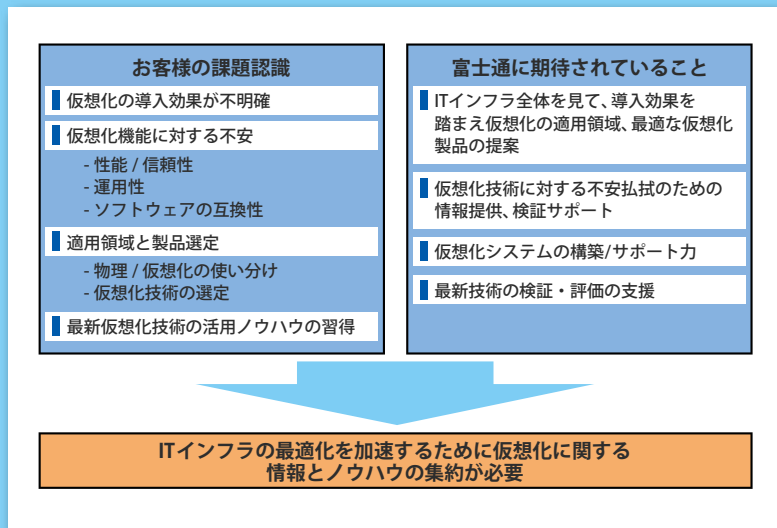 お客様の課題認識
仮想化の導入効果が不明確
仮想化機能に対する不安
- 性能 / 信頼性
- 運用性
- ソフトウェアの互換性
適用領域と製品選定
- 物理 / 仮想化の使い分け
- 仮想化技術の選定
最新仮想化技術の活用ノウハウの習得
富士通に期待されていること
ITインフラ全体を見て、導入効果を
踏まえ仮想化の適用領域、最適な仮想化
製品の提案
仮想化技術に対する不安払拭のための
情報提供、検証サポート
仮想化システムの構築/サポート力
最新技術の検証・評価の支援
ITインフラの最適化を加速するために仮想化に関する
情報とノウハウの集約が必要